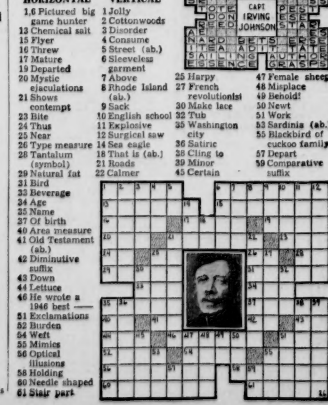 HORIZONTAL
1,6 Pictured big
game hunter
13 Chemical salt
15 Flyer
16 Threw
17 Mature
19 Departed
20 Mystic
ejaculations
21 Shows
contempt
23 Bite
24 Thus
25 Near
26 Type measure
28 Tantalum
(symbol)
29 Natural fat
31 Bird
33 Beverage
34 Age
35 Name
37 Of birth
40 Area measure
41 Old Testament
(ab.)
42 Diminutive
suffix
43 Down
44 Lettuce
46 He wrote a
1946 best —
51 Exclamations
52 Burden
54 Weft
55 Mimics
56 Optical
illusions
58 Holding
60 Needle shaped
61 Stair part
VERTICAL
1 Jolly
2 Cottonwoods
3 Disorder
4 Consume
5 Street (ab.)
6 Sleeveless
garment
7 Above
8 Rhode Island
(ab.)
9 Sack
10 English school
11 Explosive
12 Surgical saw
14 Sea eagle
18 That is (ab.)
21 Roads
22 Calmer
CAPT
IRVING
JOHNSON
25 Harpy
27 French
revolutionist
30 Make lace
32 Tub
35 Washington
city
36 Satiric
38 Cling to
39 Minor
45 Certain
47 Female sheep
48 Misplace
49 Behold!
50 Newt
51 Work
53 Sardinia (ab.)
55 Blackbird of
cuckoo family
57 Depart
59 Comparative
suffix